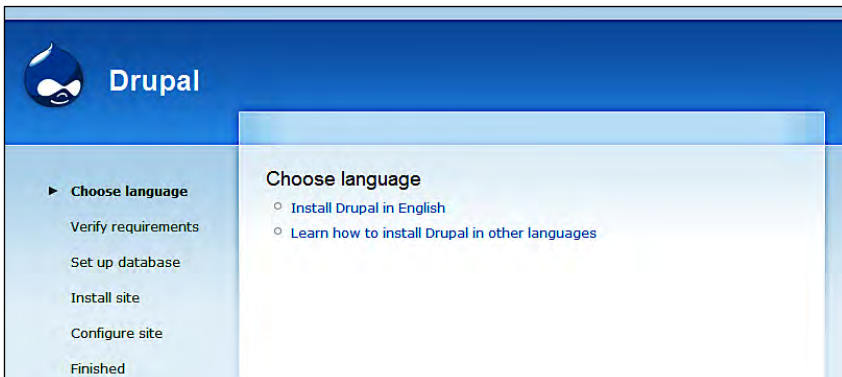 Drupal
Choose language
Verify requirements
Set up database
Install site
Configure site
Finished
Choose language
Install Drupal in English
Learn how to install Drupal in other languages